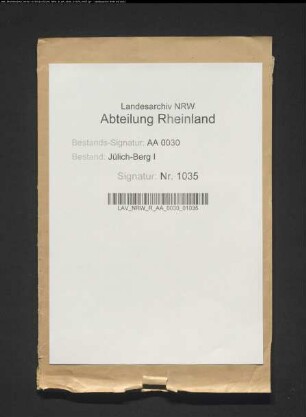 Landesarchiv NRW
Abteilung Rheinland
Bestands-Signatur: AA 0030
Bestand: Jülich-Berg I
Signatur: Nr. 1035
LAV_NRW_R_AA_0030_01035